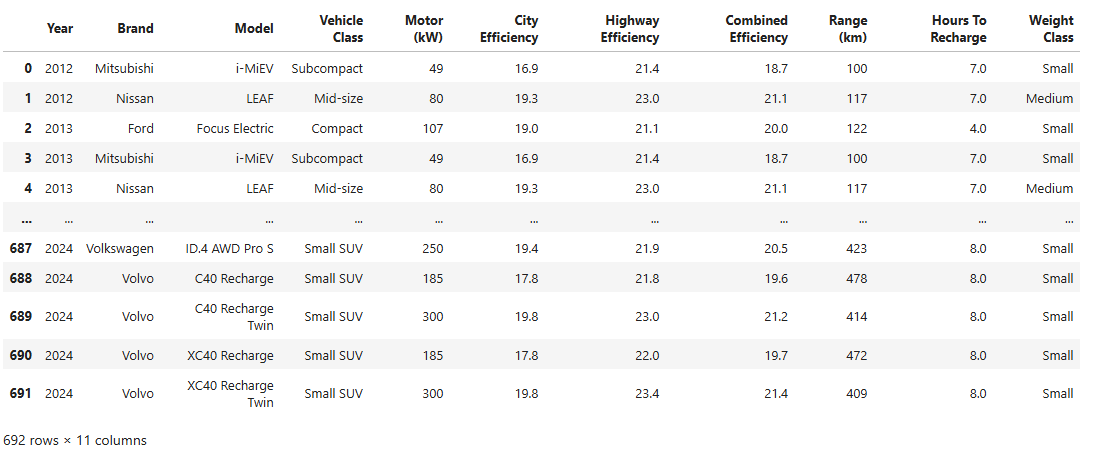 Year Brand Model Vehicle Class Motor (kW) City Efficiency Highway Efficiency Combined Efficiency Range (km) Hours To Recharge Weight Class
0 2012 Mitsubishi i-MiEV Subcompact 49 16.9 21.4 18.7 100 7.0 Small
1 2012 Nissan LEAF Mid-size 80 19.3 23.0 21.1 117 7.0 Medium
2 2013 Ford Focus Electric Compact 107 19.0 21.1 20.0 122 4.0 Small
3 2013 Mitsubishi i-MiEV Subcompact 49 16.9 21.4 18.7 100 7.0 Small
4 2013 Nissan LEAF Mid-size 80 19.3 23.0 21.1 117 7.0 Medium
... ... ... ... ... ... ... ... ... ... ... ...
687 2024 Volkswagen ID.4 AWD Pro S Small SUV 250 19.4 21.9 20.5 423 8.0 Small
688 2024 Volvo C40 Recharge Small SUV 185 17.8 21.8 19.6 478 8.0 Small
689 2024 Volvo C40 Recharge Twin Small SUV 300 19.8 23.0 21.2 414 8.0 Small
690 2024 Volvo XC40 Recharge Small SUV 185 17.8 22.0 19.7 472 8.0 Small
691 2024 Volvo XC40 Recharge Twin Small SUV 300 19.8 23.4 21.4 409 8.0 Small
692 rows × 11 columns